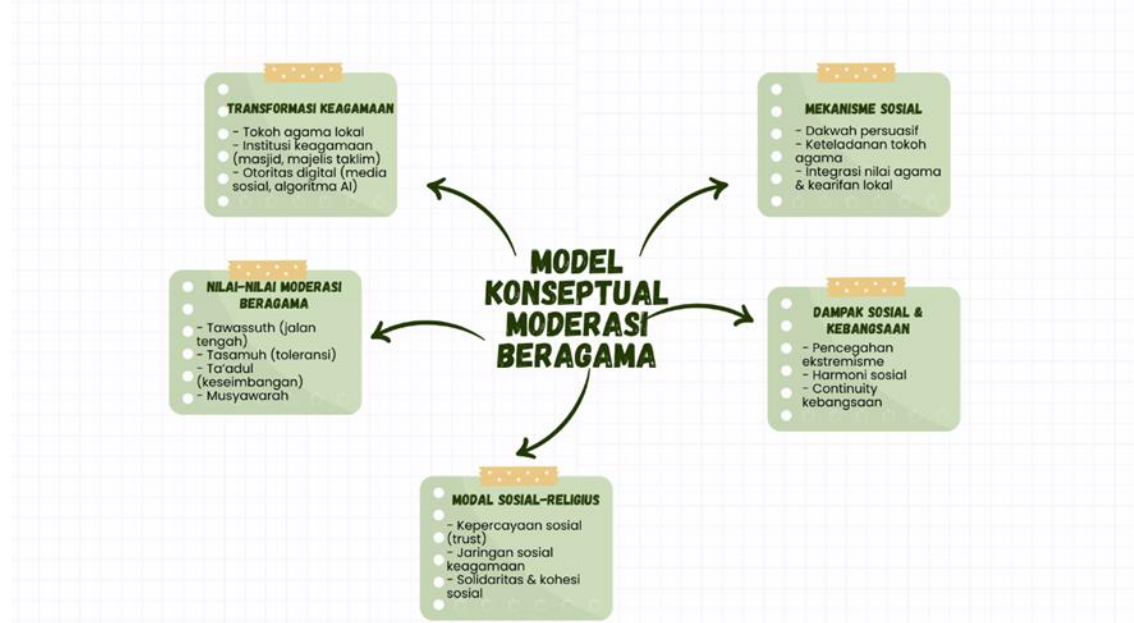 TRANSFORMASI KEAGAMAAN
- Tokoh agama lokal
- Institusi keagamaan
(masjid, majelis taklim)
- Otoritas digital (media
sosial, algoritma AI)
MEKANISME SOSIAL
- Dakwah persuasif
- Keteladanan tokoh
agama
- Integrasi nilai agama
& kearifan lokal
MODEL
KONSEPTUAL
MODERASI
BERAGAMA
NILAI-NILAI MODERASI
BERAGAMA
- Tawassuth (jalan
tengah)
- Tasamuh (toleransi)
- Ta'adul
(keseimbangan)
- Musyawarah
DAMPAK SOSIAL &
KEBANGSAAN
- Pencegahan
ekstremisme
- Harmoni sosial
- Continuity
kebangsaan
MODAL SOSIAL-RELIGIUS
- Kepercayaan sosial
(trust)
- Jaringan sosial
keagamaan
- Solidaritas & kohesi
sosial